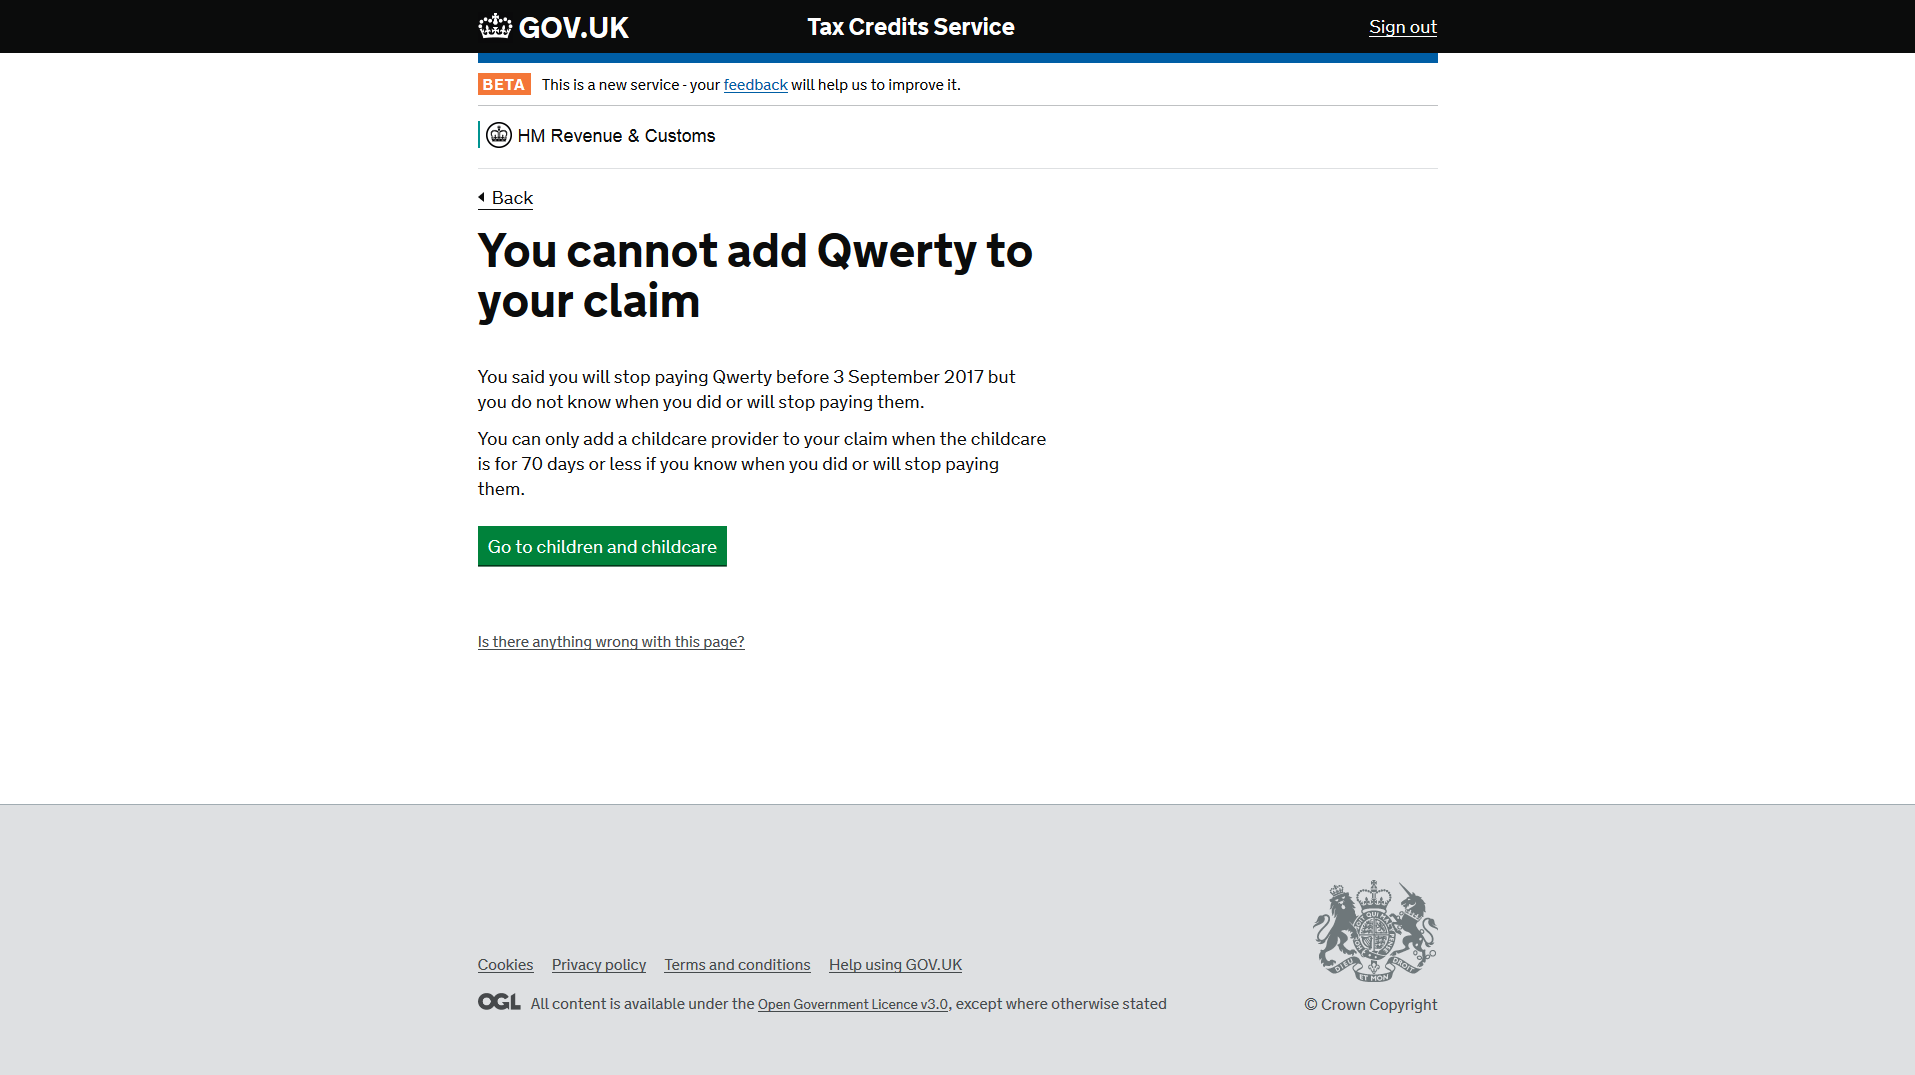 GOV.UK
Tax Credits Service
Sign out
BETA This is a new service - your feedback will help us to improve it.
HM Revenue & Customs
Back
You cannot add Qwerty to
your claim
You said you will stop paying Qwerty before 3 September 2017 but
you do not know when you did or will stop paying them.
You can only add a childcare provider to your claim when the childcare
is for 70 days or less if you know when you did or will stop paying
them.
Go to children and childcare
Is there anything wrong with this page?
Cookies Privacy policy Terms and conditions Help using GOV.UK
OGL All content is available under the Open Government Licence v3.0, except where otherwise stated
DIEU ET MON DROIT
© Crown Copyright